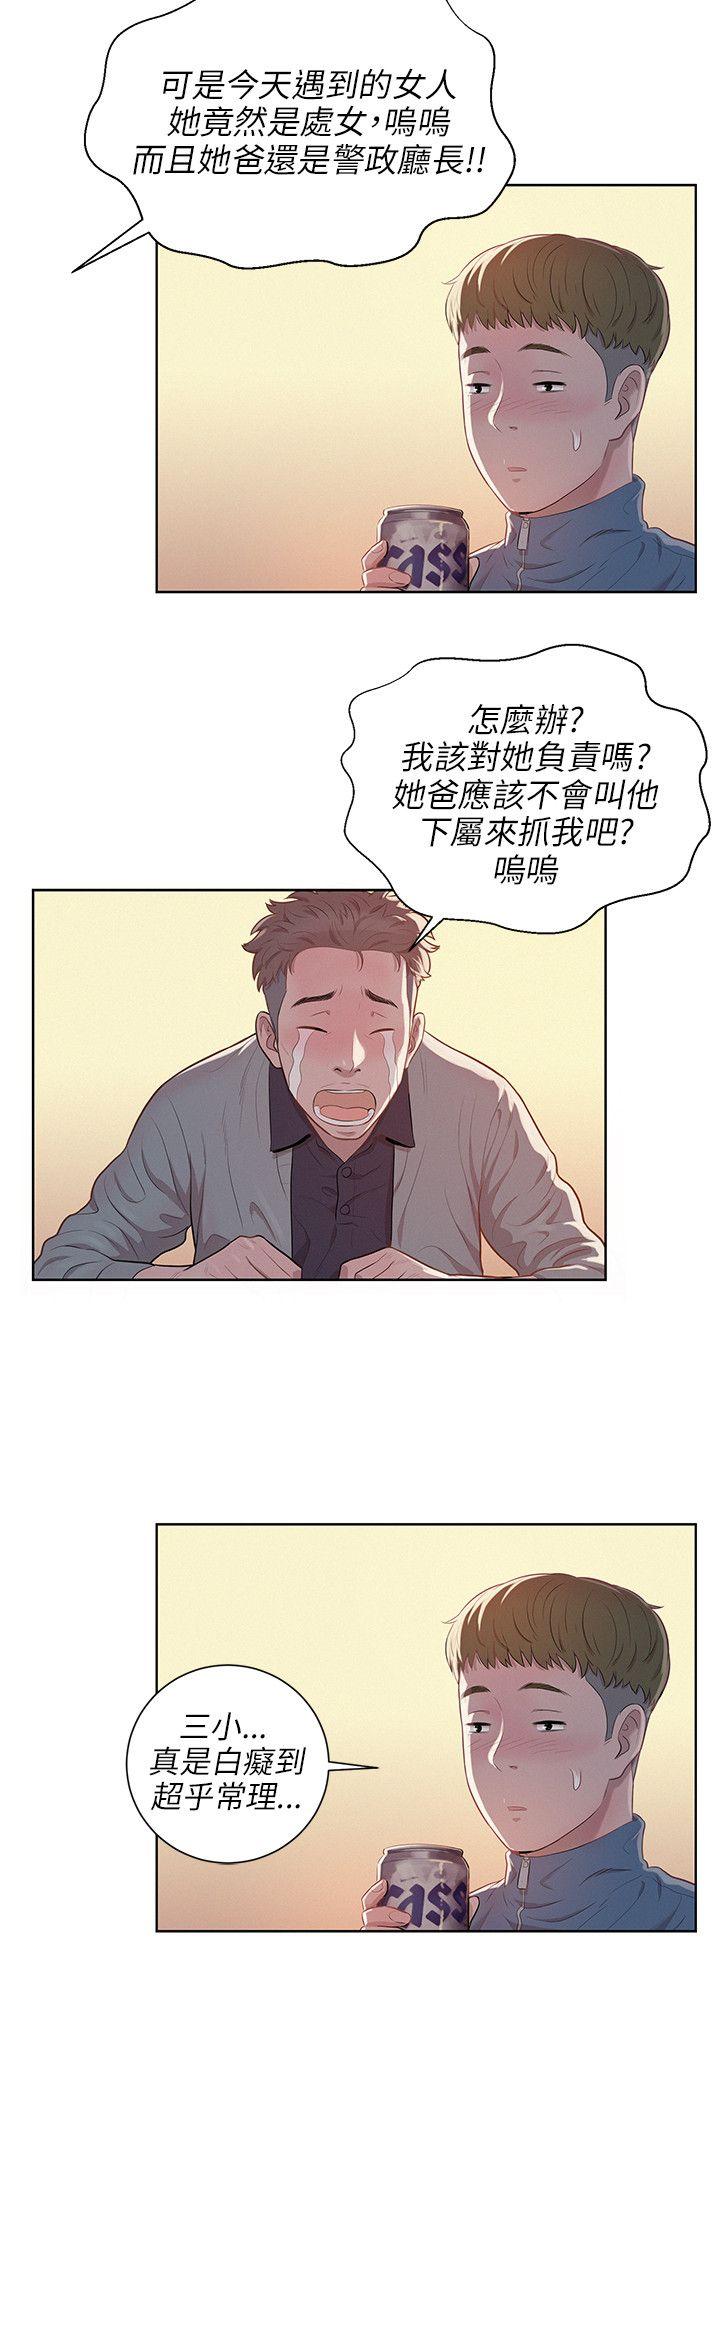 可是今天遇到的女人
她竟然是處女,嗚嗚
而且她爸還是警政廳長!!
CASS
怎麼辦?
我該對她負責嗎?
她爸應該不會叫他
下屬來抓我吧?
嗚嗚
三小...
真是白癡到
超乎常理...
CASS